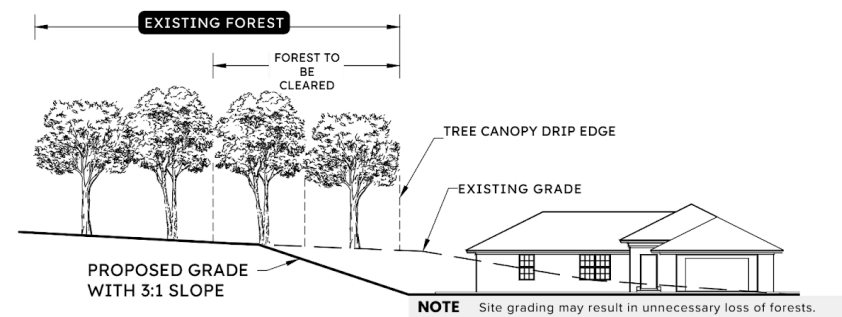 EXISTING FOREST
FOREST TO
BE
CLEARED
TREE CANOPY DRIP EDGE
EXISTING GRADE
PROPOSED GRADE
WITH 3:1 SLOPE
NOTE Site grading may result in unnecessary loss of forests.